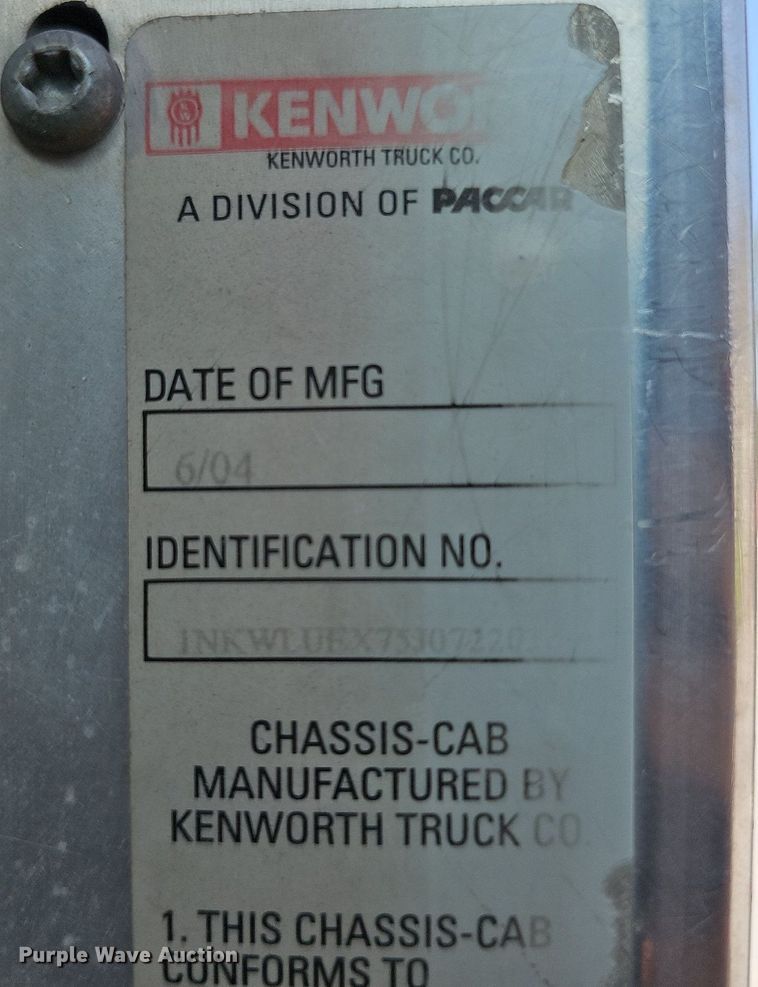 KENWO
KENWORTH TRUCK CO.
A DIVISION OF PACCAR
DATE OF MFG
6/04
IDENTIFICATION NO.
CHASSIS-CAB
MANUFACTURED BY
KENWORTH TRUCK CO.
1. THIS CHASSIS-CAB
CONFORMS TO
Purple Wave Auction